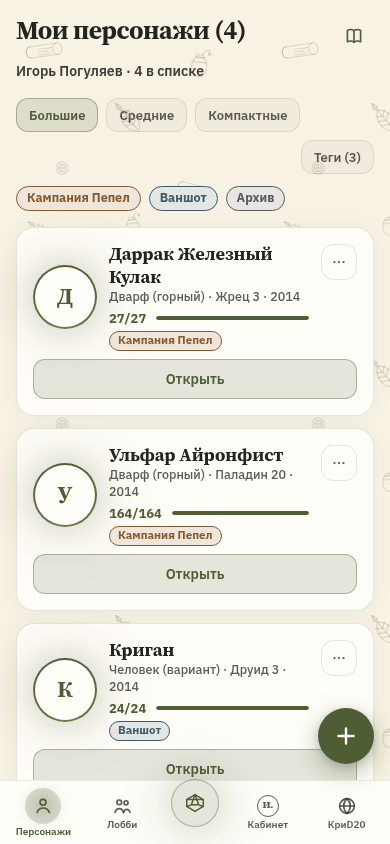 Мои персонажи (4)
Игорь Погуляев · 4 в списке
Большие
Средние
Компактные
Теги (3)
Кампания Пепел
Ваншот
Архив
Д
Даррак Железный
Кулак
Дварф (горный) · Жрец 3 · 2014
27/27
Кампания Пепел
Открыть
У
Ульфар Айронфист
Дварф (горный) · Паладин 20 ·
2014
164/164
Кампания Пепел
Открыть
К
Криган
Человек (вариант) · Друид 3 ·
2014
24/24
Ваншот
Открыть
Персонажи
Лобби
И.
Кабинет
КриD20